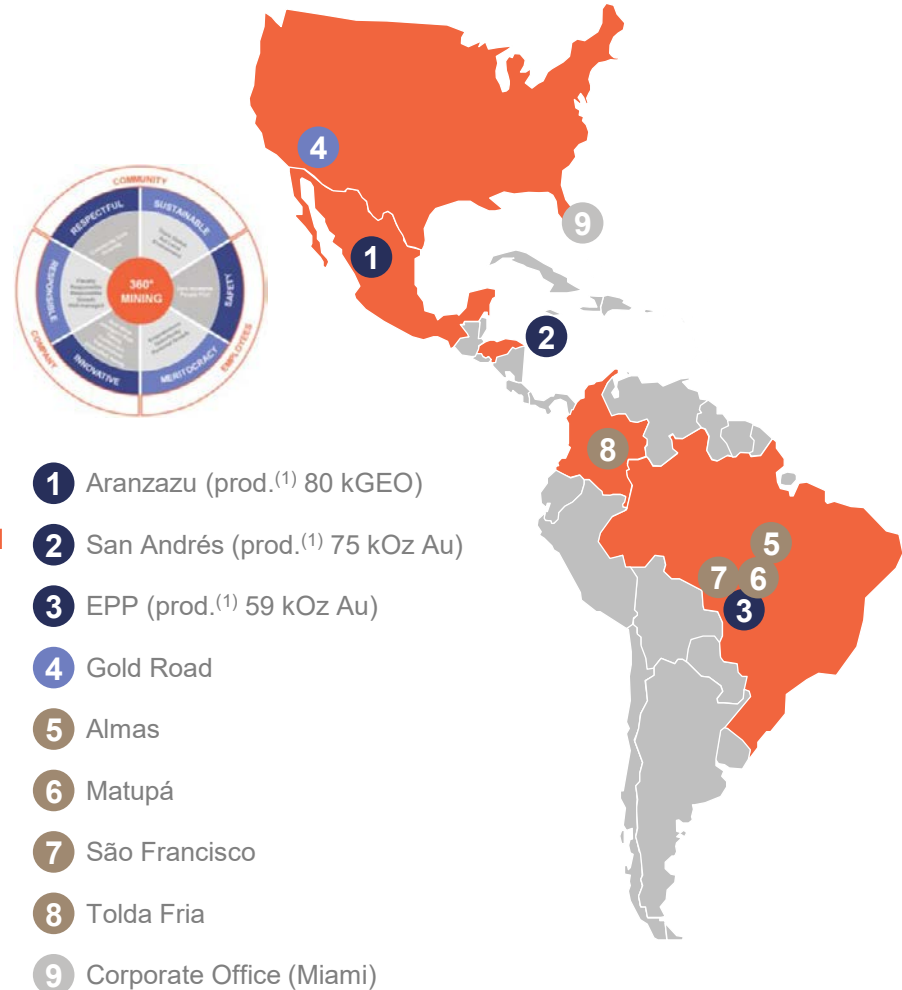 4
9
1
2
8
5
7
6
3
COMMUNITY
RESPECTFUL
SUSTAINABLE
RESPONSIBLE
360°
MINING
SAFETY
COMPANY
INNOVATIVE
MERITOCRACY
EMPLOYEES
1 Aranzazu (prod.(1) 80 kGEO)
2 San Andrés (prod.(1) 75 kOz Au)
3 EPP (prod.(1) 59 kOz Au)
4 Gold Road
5 Almas
6 Matupá
7 São Francisco
8 Tolda Fria
9 Corporate Office (Miami)